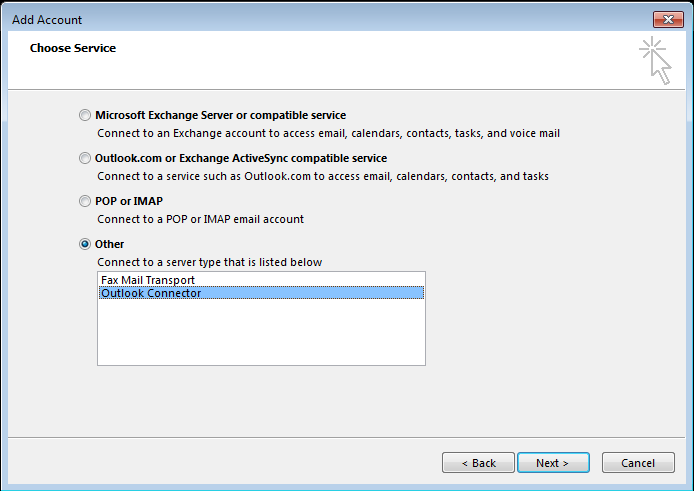 Add Account
Choose Service
Microsoft Exchange Server or compatible service
Connect to an Exchange account to access email, calendars, contacts, tasks, and voice mail
Outlook.com or Exchange ActiveSync compatible service
Connect to a service such as Outlook.com to access email, calendars, contacts, and tasks
POP or IMAP
Connect to a POP or IMAP email account
Other
Connect to a server type that is listed below
Fax Mail Transport
Outlook Connector
< Back Next > Cancel